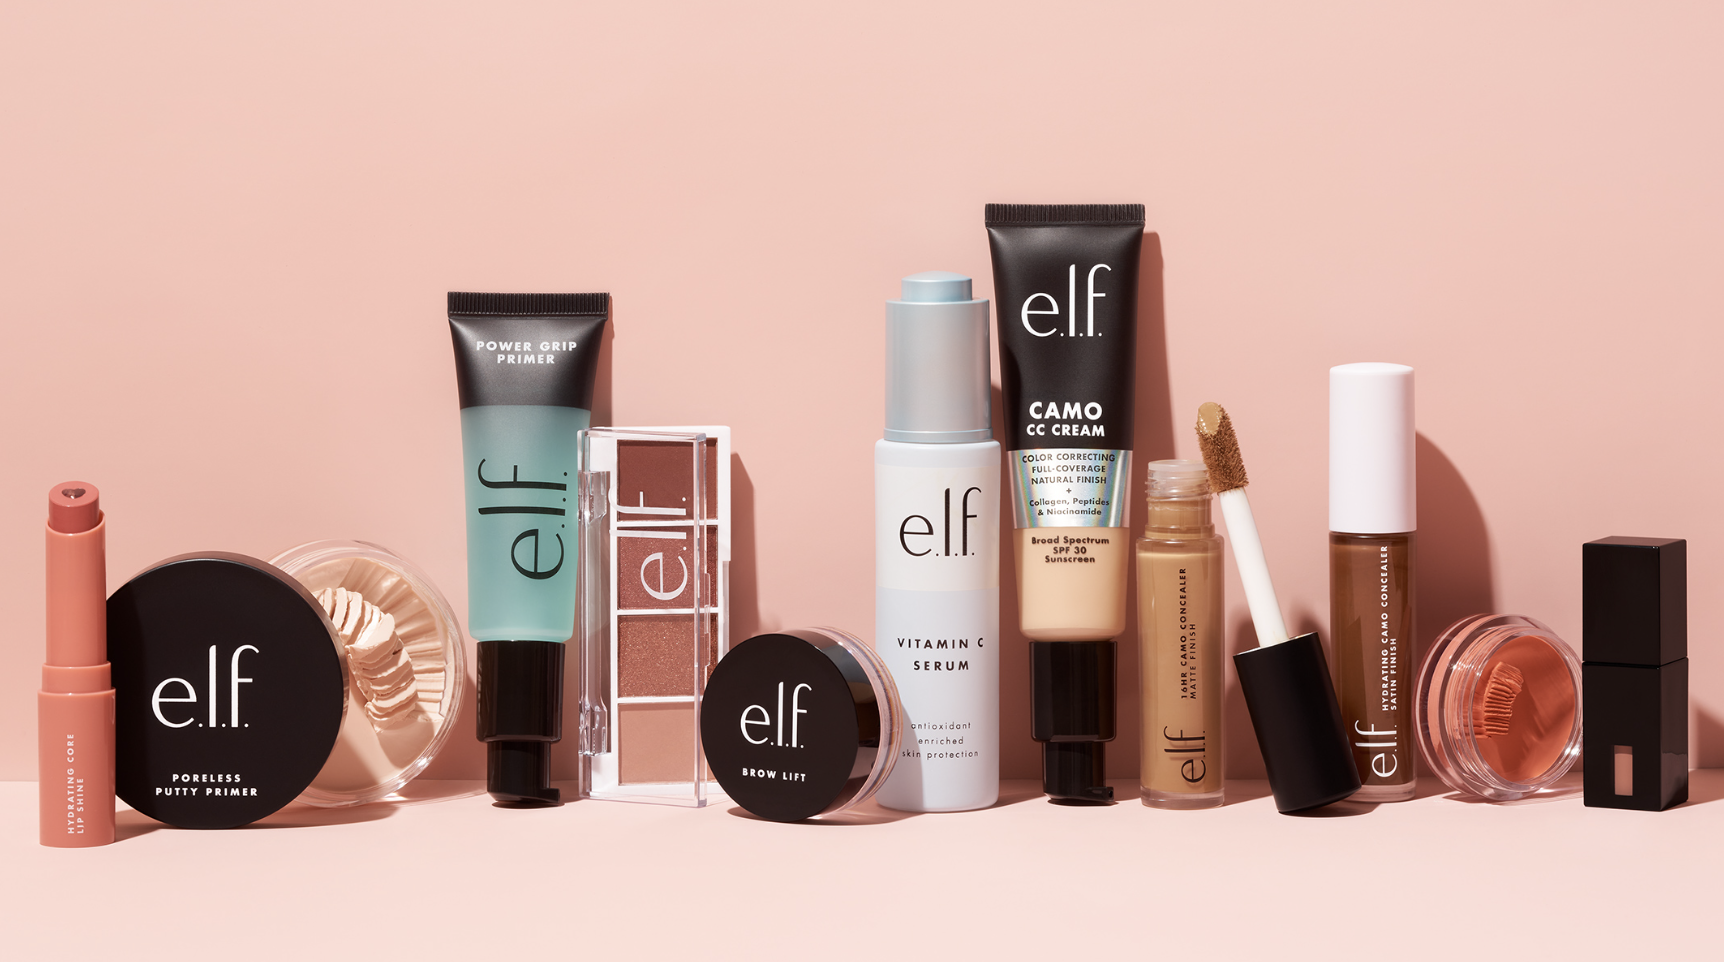 HYDRATING CORE
LIP SHINE
e.l.f.
PORELESS
PUTTY PRIMER
POWER GRIP
PRIMER
e.l.f.
e.l.f.
e.l.f.
BROW LIFT
e.l.f.
VITAMIN C
SERUM
antioxidant
enriched
skin protection
e.l.f.
CAMO
CC CREAM
COLOR CORRECTING
FULL-COVERAGE
NATURAL FINISH
+
Collagen, Peptides
& Niacinamide
Broad Spectrum
SPF 30
Sunscreen
e.l.f.
16HR CAMO CONCEALER
MATTE FINISH
e.l.f.
HYDRATING CAMO CONCEALER
SATIN FINISH